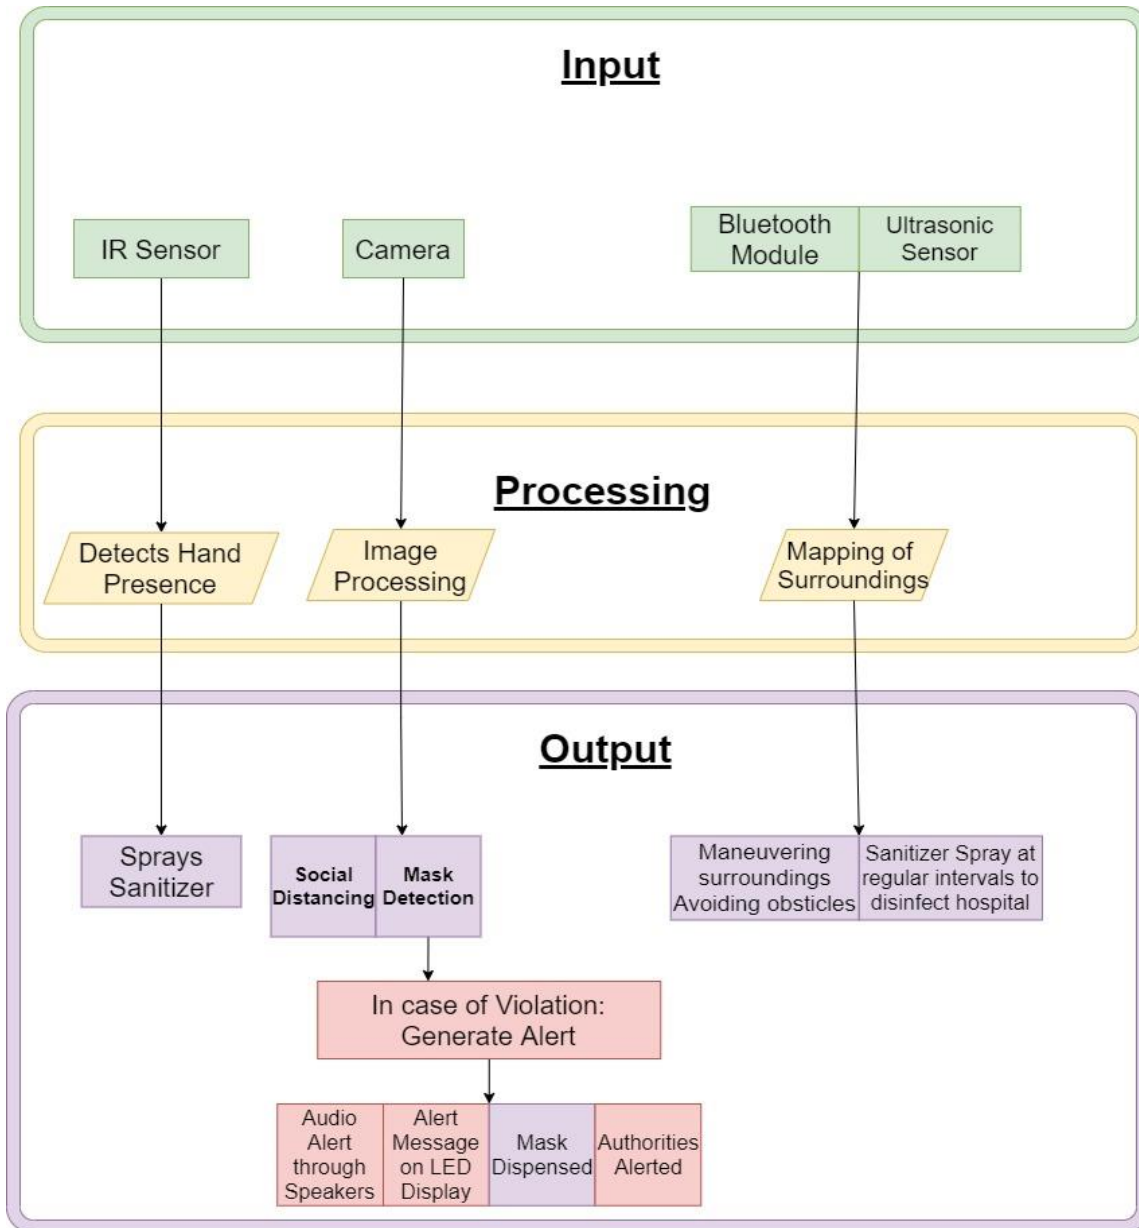 Input
IR Sensor
Camera
Bluetooth
Module
Ultrasonic
Sensor
Processing
Detects Hand
Presence
Image
Processing
Mapping of
Surroundings
Output
Sprays
Sanitizer
Social
Distancing
Mask
Detection
Maneuvering
surroundings
Avoiding obsticles
Sanitizer Spray at
regular intervals to
disinfect hospital
In case of Violation:
Generate Alert
Audio
Alert
through
Speakers
Alert
Message
on LED
Display
Mask
Dispensed
Authorities
Alerted